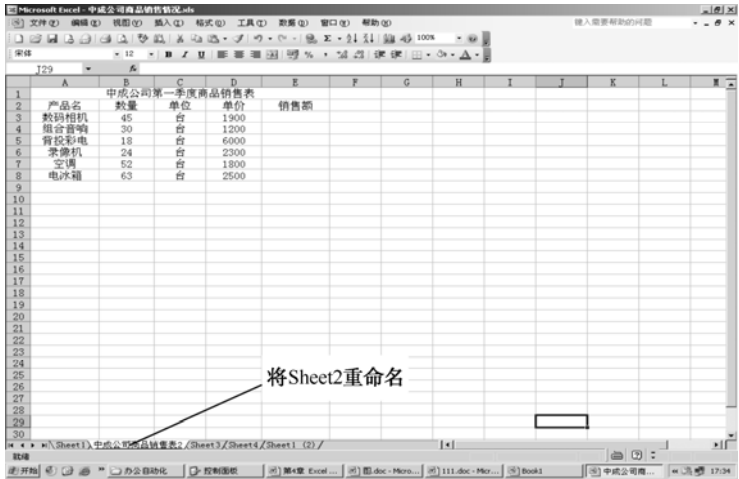 Microsoft Excel - 中成公司商品销售情况.xls
文件(F) 编辑(E) 视图(V) 插入(I) 格式(O) 工具(T) 数据(D) 窗口(W) 帮助(H) 键入需要帮助的问题
100%
宋体 12 B I U
J29 fx
A B C D E F G H I J K L M
1 中成公司第一季度商品销售表
2 产品名 数量 单位 单价 销售额
3 数码相机 45 台 1900
4 组合音响 30 台 1200
5 背投彩电 18 台 6000
6 录像机 24 台 2300
7 空调 52 台 1800
8 电冰箱 63 台 2500
9
10
11
12
13
14
15
16
17
18
19
20
21
22
23
24
25
26
27
28
29
30
将Sheet2重命名
Sheet1 中成公司商品销售表2 Sheet3 Sheet4 Sheet1 (2)
就绪
开始 办公自动化 控制面板 第4章 Excel ... 图.doc - Micro... 111.doc - Micr... Book1 中成公司商... 17:34